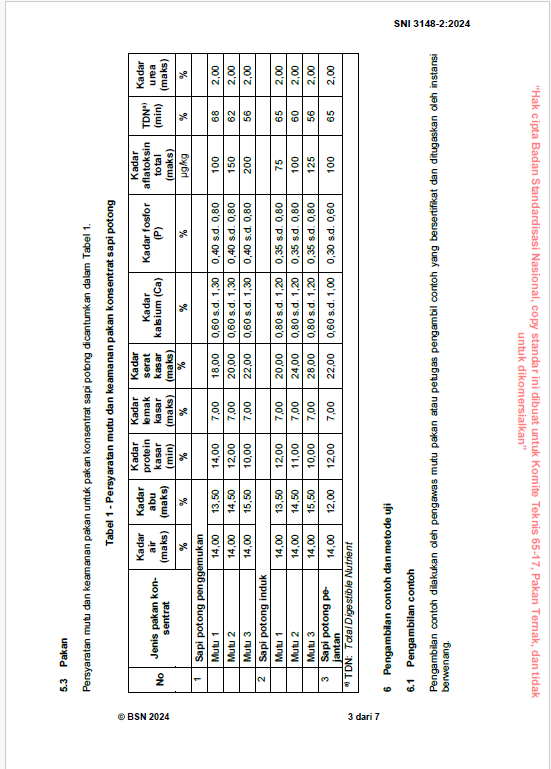 SNI 3148-2:2024
5.3 Pakan
Persyaratan mutu dan keamanan pakan untuk pakan konsentrat sapi potong dicantumkan dalam Tabel 1.
Tabel 1 - Persyaratan mutu dan keamanan pakan konsentrat sapi potong
No | Jenis pakan kon-sentrat | Kadar air (maks) | Kadar abu (maks) | Kadar protein kasar (min) | Kadar lemak kasar (maks) | Kadar serat kasar (maks) | Kadar kalsium (Ca) | Kadar fosfor (P) | Kadar aflatoksin total (maks) | TDNᵃ⁾ (min) | Kadar urea (maks)
% | % | % | % | % | % | % | µg/kg | % | %
1 | Sapi potong penggemukan
Mutu 1 | 14,00 | 13,50 | 14,00 | 7,00 | 18,00 | 0,60 s.d. 1,30 | 0,40 s.d. 0,80 | 100 | 68 | 2,00
Mutu 2 | 14,00 | 14,50 | 12,00 | 7,00 | 20,00 | 0,60 s.d. 1,30 | 0,40 s.d. 0,80 | 150 | 62 | 2,00
Mutu 3 | 14,00 | 15,50 | 10,00 | 7,00 | 22,00 | 0,60 s.d. 1,30 | 0,40 s.d. 0,80 | 200 | 56 | 2,00
2 | Sapi potong induk
Mutu 1 | 14,00 | 13,50 | 12,00 | 7,00 | 20,00 | 0,80 s.d. 1,20 | 0,35 s.d. 0,80 | 75 | 65 | 2,00
Mutu 2 | 14,00 | 14,50 | 11,00 | 7,00 | 24,00 | 0,80 s.d. 1,20 | 0,35 s.d. 0,80 | 100 | 60 | 2,00
Mutu 3 | 14,00 | 15,50 | 10,00 | 7,00 | 28,00 | 0,80 s.d. 1,20 | 0,35 s.d. 0,80 | 125 | 56 | 2,00
3 | Sapi potong pe-jantan | 14,00 | 12,00 | 12,00 | 7,00 | 22,00 | 0,60 s.d. 1,00 | 0,30 s.d. 0,60 | 100 | 65 | 2,00
ᵃ⁾ TDN: Total Digestible Nutrient
6 Pengambilan contoh dan metode uji
6.1 Pengambilan contoh
Pengambilan contoh dilakukan oleh pengawas mutu pakan atau petugas pengambil contoh yang bersertifikat dan ditugaskan oleh instansi
berwenang.
"Hak cipta Badan Standardisasi Nasional, copy standar ini dibuat untuk Komite Teknis 65-17, Pakan Ternak, dan tidak
untuk dikomersialkan"
© BSN 2024
3 dari 7